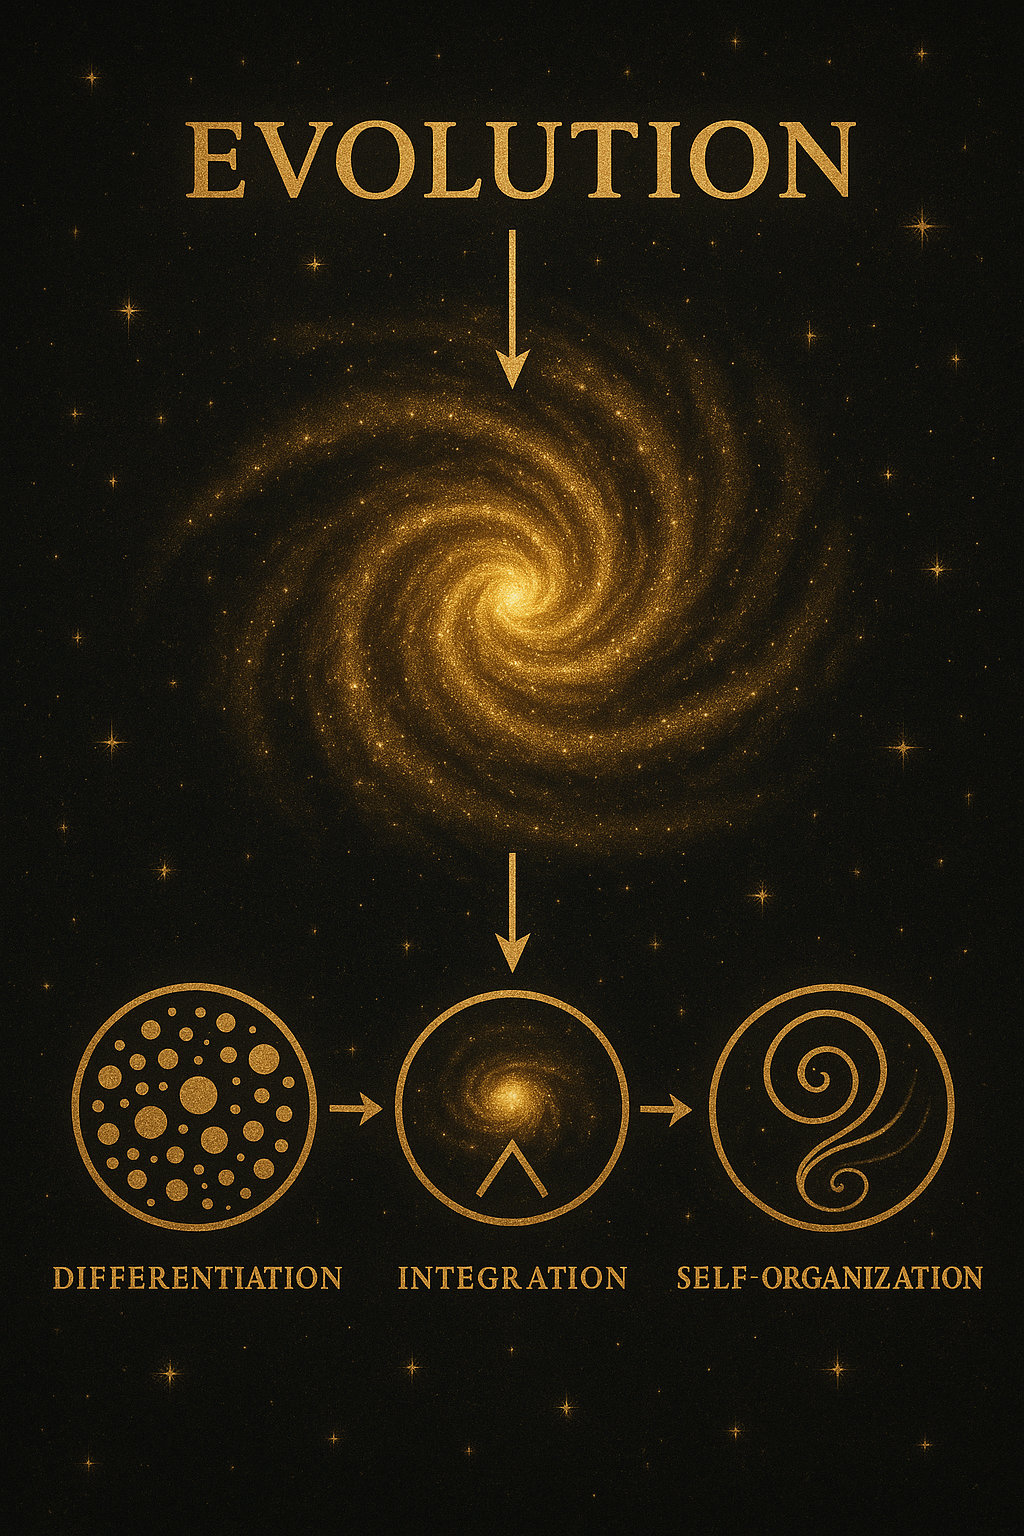 EVOLUTION
DIFFERENTIATION
INTEGRATION
SELF-ORGANIZATION